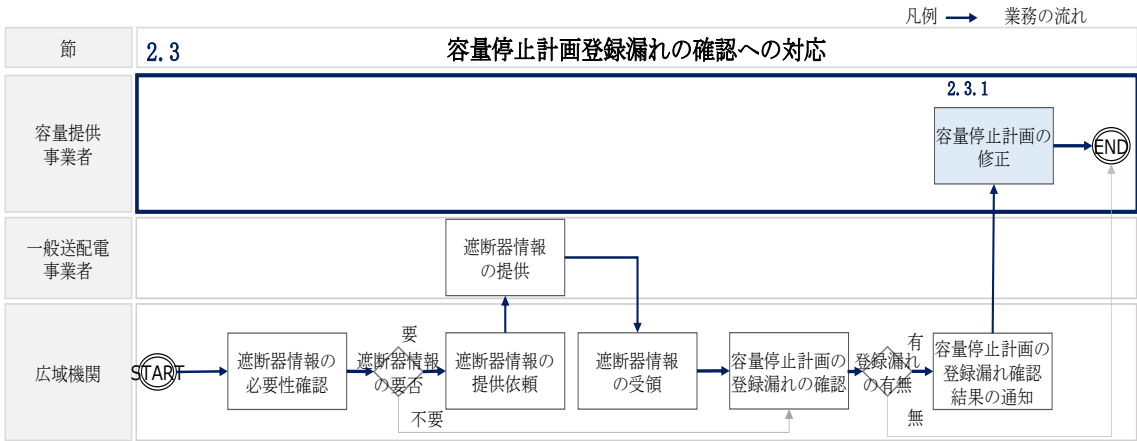 凡例 業務の流れ
節
2.3 容量停止計画登録漏れの確認への対応
容量提供
事業者
2.3.1
容量停止計画の
修正
END
一般送配電
事業者
遮断器情報
の提供
広域機関
START
遮断器情報の
必要性確認
遮断器情報
の要否
要
不要
遮断器情報の
提供依頼
遮断器情報
の受領
容量停止計画の
登録漏れの確認
登録漏れ
の有無
有
無
容量停止計画の
登録漏れ確認
結果の通知